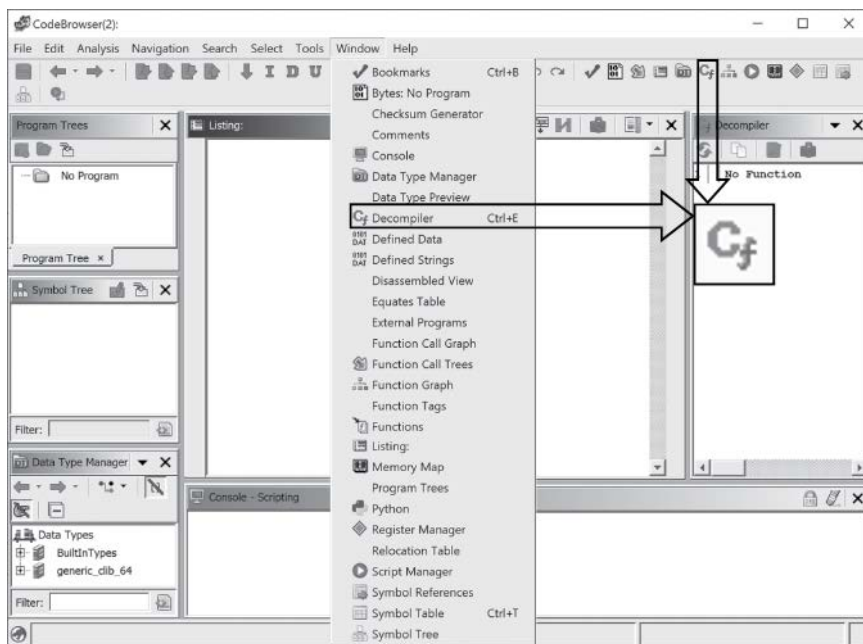 CodeBrowser(2):
File Edit Analysis Navigation Search Select Tools Window Help
I D U
Program Trees
No Program
Program Tree
Symbol Tree
Filter:
Data Type Manager
Data Types
BuiltInTypes
generic_clib_64
Filter:
Listing:
Console - Scripting
Bookmarks Ctrl+B
Bytes: No Program
Checksum Generator
Comments
Console
Data Type Manager
Data Type Preview
Decompiler Ctrl+E
Defined Data
Defined Strings
Disassembled View
Equates Table
External Programs
Function Call Graph
Function Call Trees
Function Graph
Function Tags
Functions
Listing:
Memory Map
Program Trees
Python
Register Manager
Relocation Table
Script Manager
Symbol References
Symbol Table Ctrl+T
Symbol Tree
Decompiler
No Function
Cf